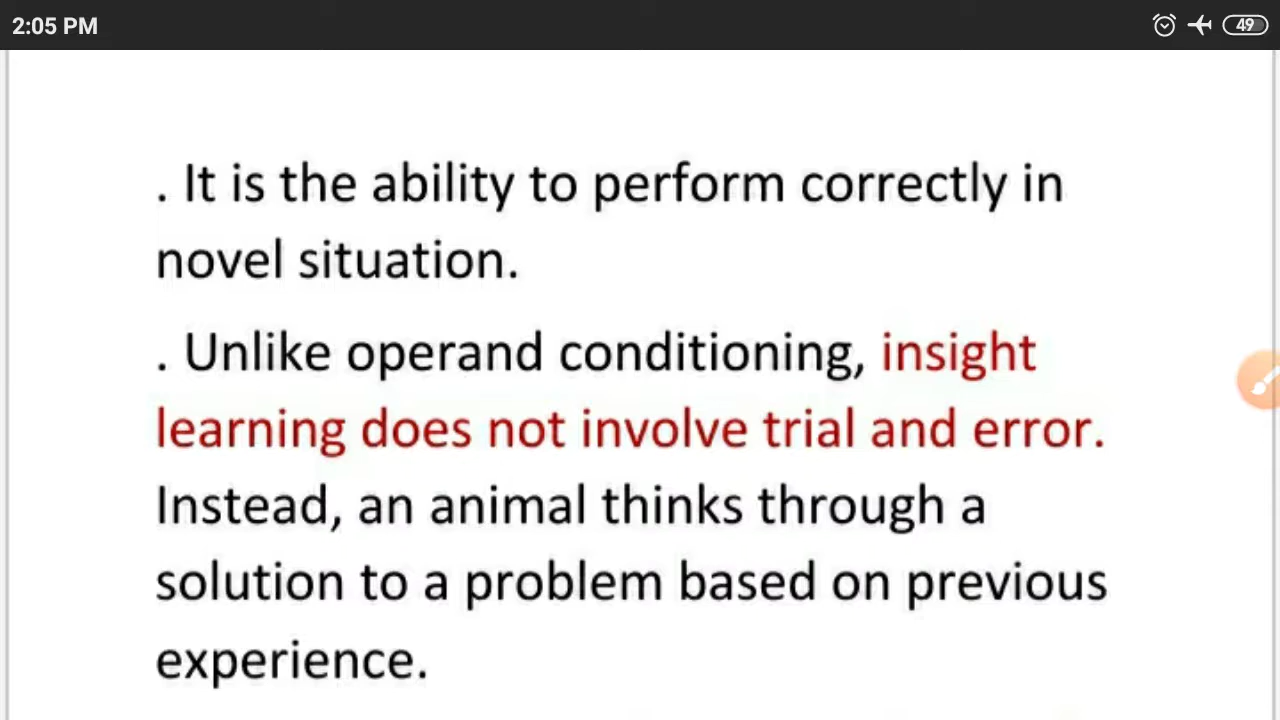 2:05 PM
49
. It is the ability to perform correctly in
novel situation.
. Unlike operand conditioning, insight
learning does not involve trial and error.
Instead, an animal thinks through a
solution to a problem based on previous
experience.